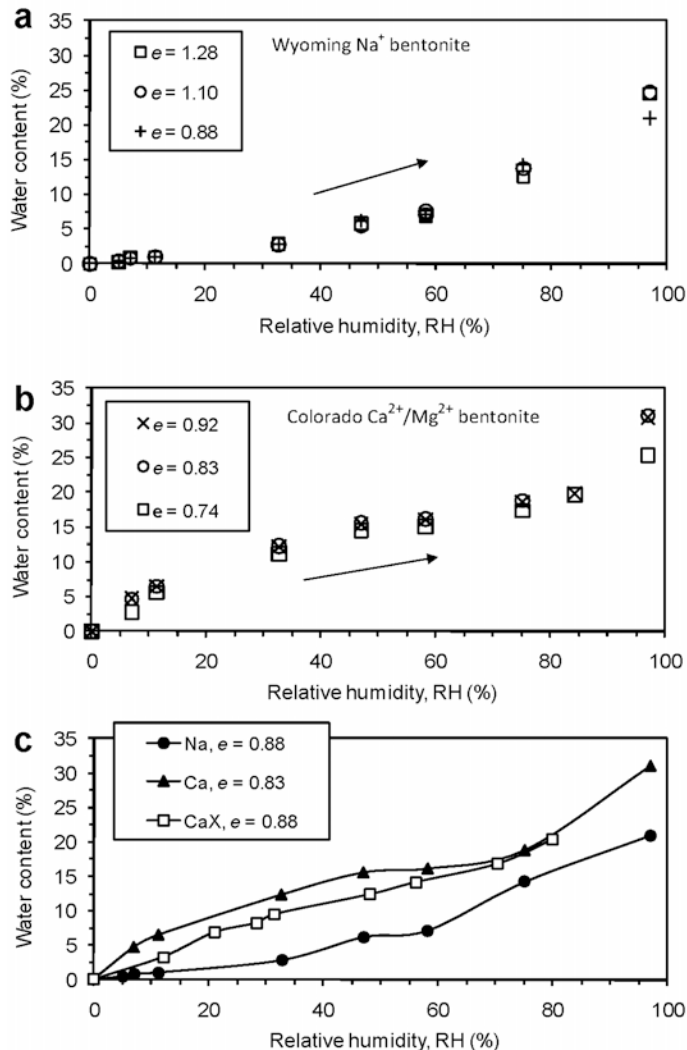 a
35
30
25
20
15
10
5
0
Water content (%)
Wyoming Na⁺ bentonite
e = 1.28
e = 1.10
e = 0.88
0 20 40 60 80 100
Relative humidity, RH (%)
b
35
30
25
20
15
10
5
0
Water content (%)
Colorado Ca²⁺/Mg²⁺ bentonite
e = 0.92
e = 0.83
e = 0.74
0 20 40 60 80 100
Relative humidity, RH (%)
c
35
30
25
20
15
10
5
0
Water content (%)
Na, e = 0.88
Ca, e = 0.83
CaX, e = 0.88
0 20 40 60 80 100
Relative humidity, RH (%)